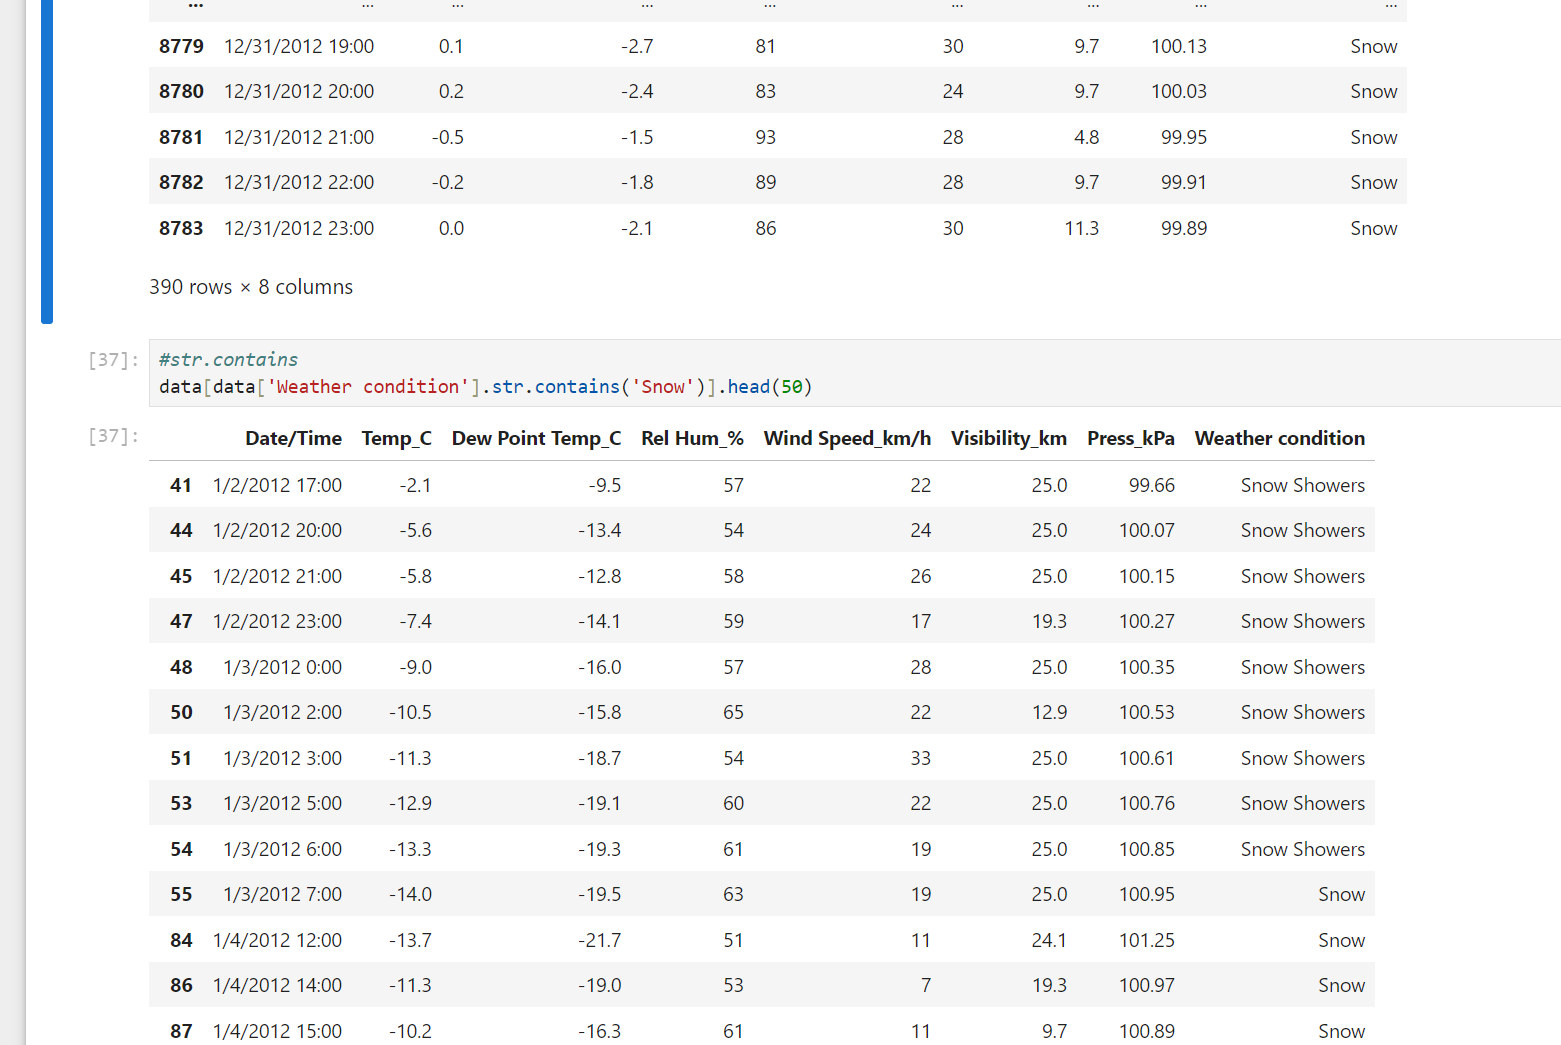 ... ... ... ... ... ... ... ...
8779 12/31/2012 19:00 0.1 -2.7 81 30 9.7 100.13 Snow
8780 12/31/2012 20:00 0.2 -2.4 83 24 9.7 100.03 Snow
8781 12/31/2012 21:00 -0.5 -1.5 93 28 4.8 99.95 Snow
8782 12/31/2012 22:00 -0.2 -1.8 89 28 9.7 99.91 Snow
8783 12/31/2012 23:00 0.0 -2.1 86 30 11.3 99.89 Snow
390 rows × 8 columns
[37]: #str.contains
data[data['Weather condition'].str.contains('Snow')].head(50)
[37]: Date/Time Temp_C Dew Point Temp_C Rel Hum_% Wind Speed_km/h Visibility_km Press_kPa Weather condition
41 1/2/2012 17:00 -2.1 -9.5 57 22 25.0 99.66 Snow Showers
44 1/2/2012 20:00 -5.6 -13.4 54 24 25.0 100.07 Snow Showers
45 1/2/2012 21:00 -5.8 -12.8 58 26 25.0 100.15 Snow Showers
47 1/2/2012 23:00 -7.4 -14.1 59 17 19.3 100.27 Snow Showers
48 1/3/2012 0:00 -9.0 -16.0 57 28 25.0 100.35 Snow Showers
50 1/3/2012 2:00 -10.5 -15.8 65 22 12.9 100.53 Snow Showers
51 1/3/2012 3:00 -11.3 -18.7 54 33 25.0 100.61 Snow Showers
53 1/3/2012 5:00 -12.9 -19.1 60 22 25.0 100.76 Snow Showers
54 1/3/2012 6:00 -13.3 -19.3 61 19 25.0 100.85 Snow Showers
55 1/3/2012 7:00 -14.0 -19.5 63 19 25.0 100.95 Snow
84 1/4/2012 12:00 -13.7 -21.7 51 11 24.1 101.25 Snow
86 1/4/2012 14:00 -11.3 -19.0 53 7 19.3 100.97 Snow
87 1/4/2012 15:00 -10.2 -16.3 61 11 9.7 100.89 Snow